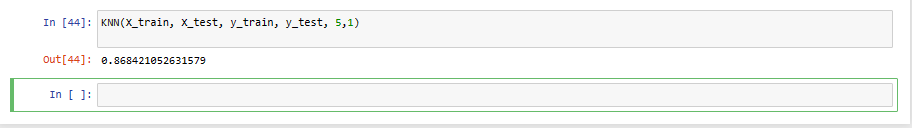 In [44]: KNN(X_train, X_test, y_train, y_test, 5,1)
Out[44]: 0.868421052631579
In [ ]: